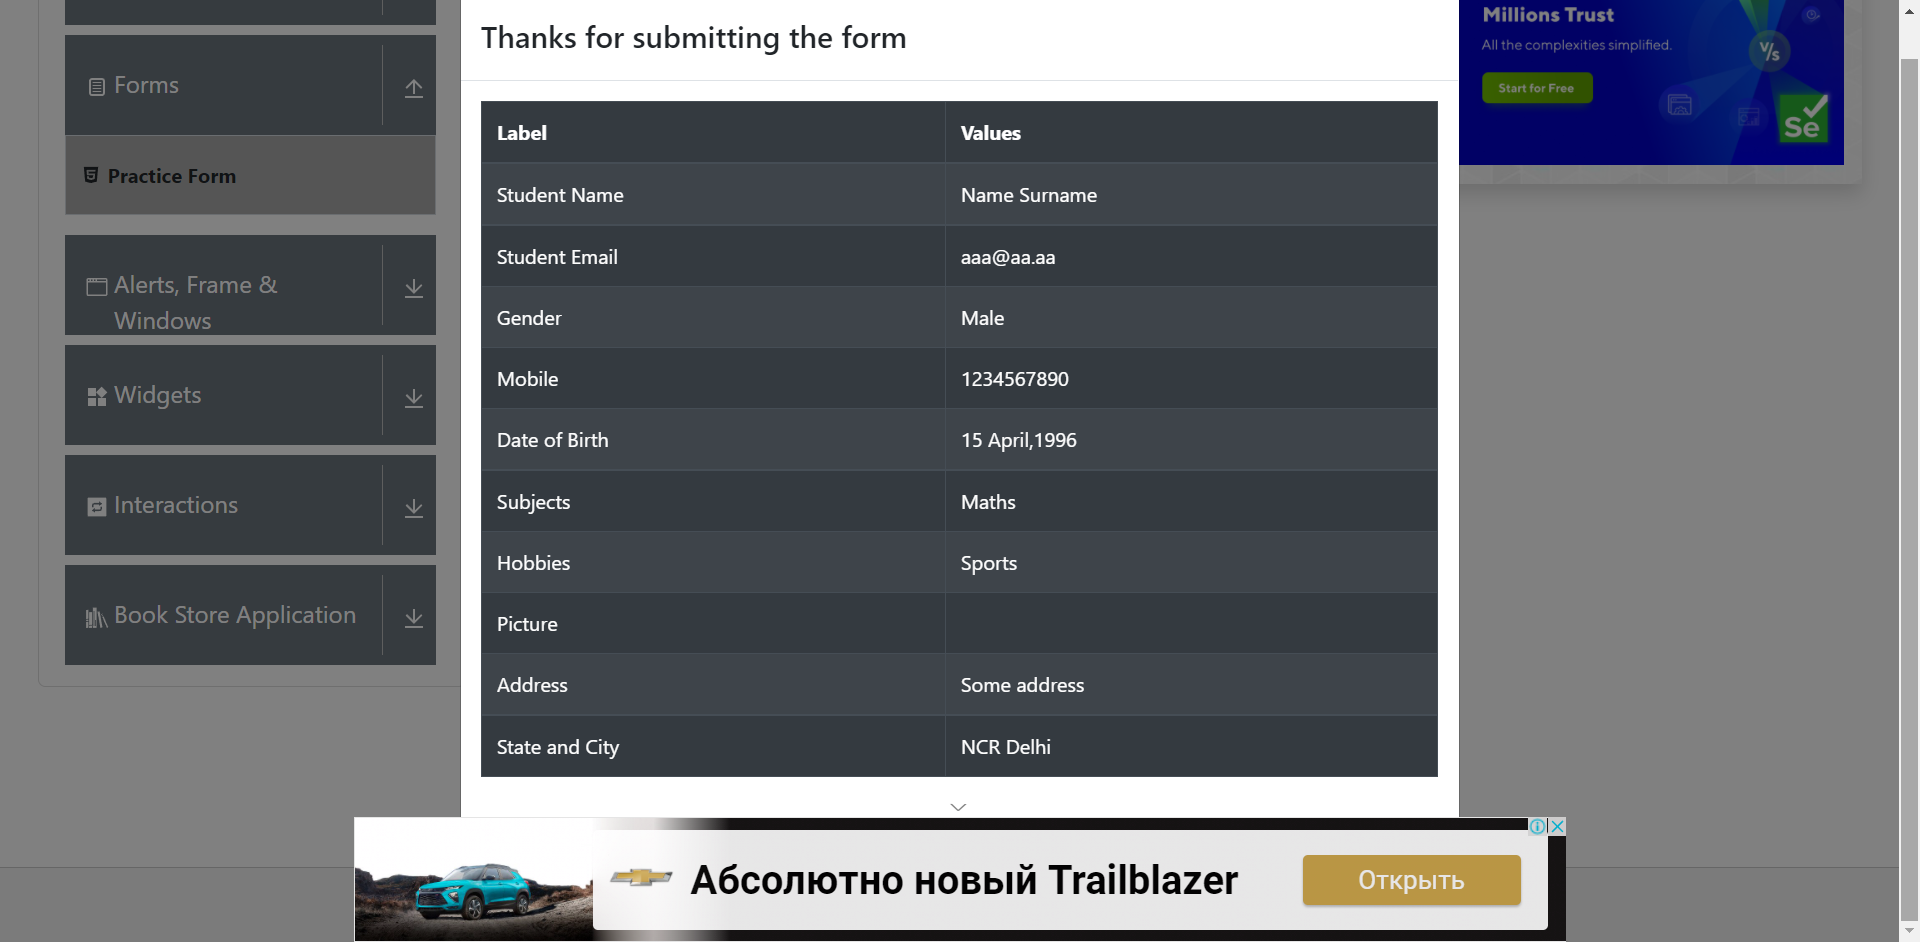 Thanks for submitting the form
Label Values
Student Name Name Surname
Student Email aaa@aa.aa
Gender Male
Mobile 1234567890
Date of Birth 15 April,1996
Subjects Maths
Hobbies Sports
Picture
Address Some address
State and City NCR Delhi
Forms
Practice Form
Alerts, Frame &
Windows
Widgets
Interactions
Book Store Application
Millions Trust
All the complexities simplified.
V/s
Start for Free
Se
Абсолютно новый Trailblazer
Открыть